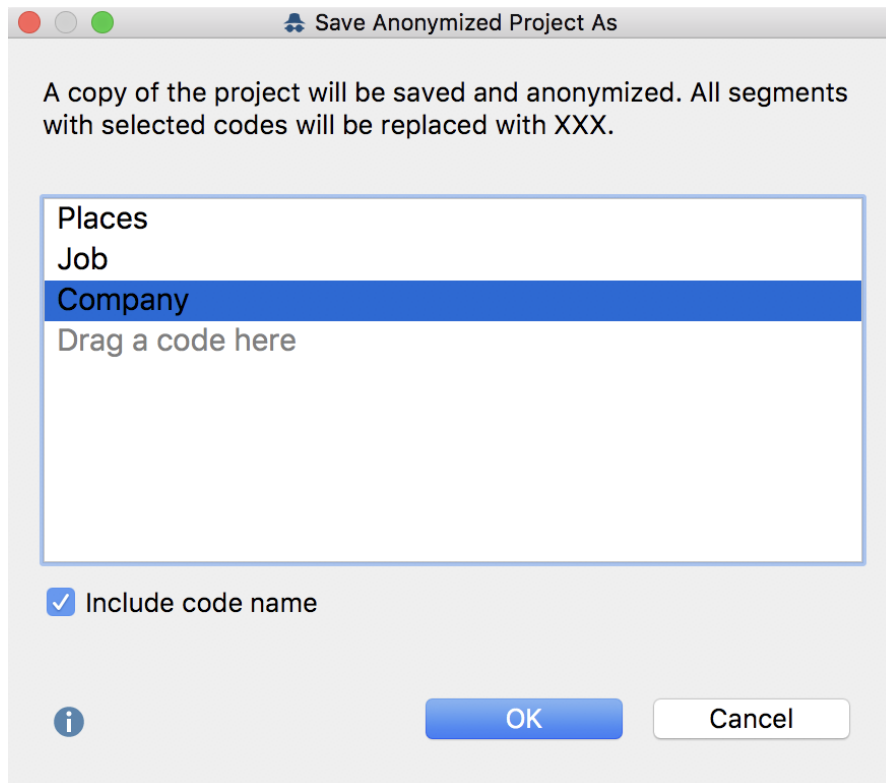 Save Anonymized Project As
A copy of the project will be saved and anonymized. All segments
with selected codes will be replaced with XXX.
Places
Job
Company
Drag a code here
Include code name
OK
Cancel